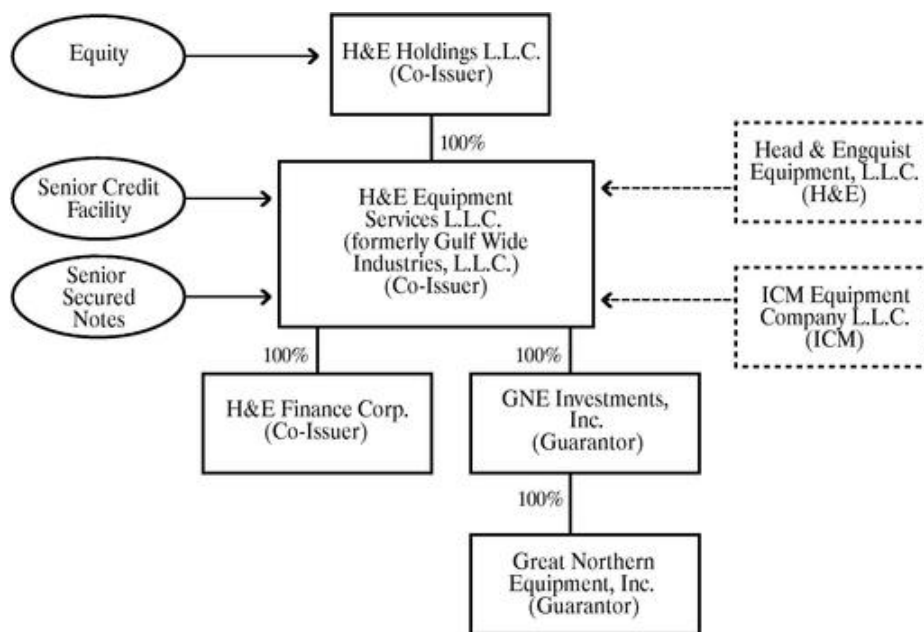 Equity
H&E Holdings L.L.C.
(Co-Issuer)
100%
Senior Credit
Facility
Senior
Secured
Notes
H&E Equipment
Services L.L.C.
(formerly Gulf Wide
Industries, L.L.C.)
(Co-Issuer)
Head & Engquist
Equipment, L.L.C.
(H&E)
ICM Equipment
Company L.L.C.
(ICM)
100%
100%
H&E Finance Corp.
(Co-Issuer)
GNE Investments,
Inc.
(Guarantor)
100%
Great Northern
Equipment, Inc.
(Guarantor)